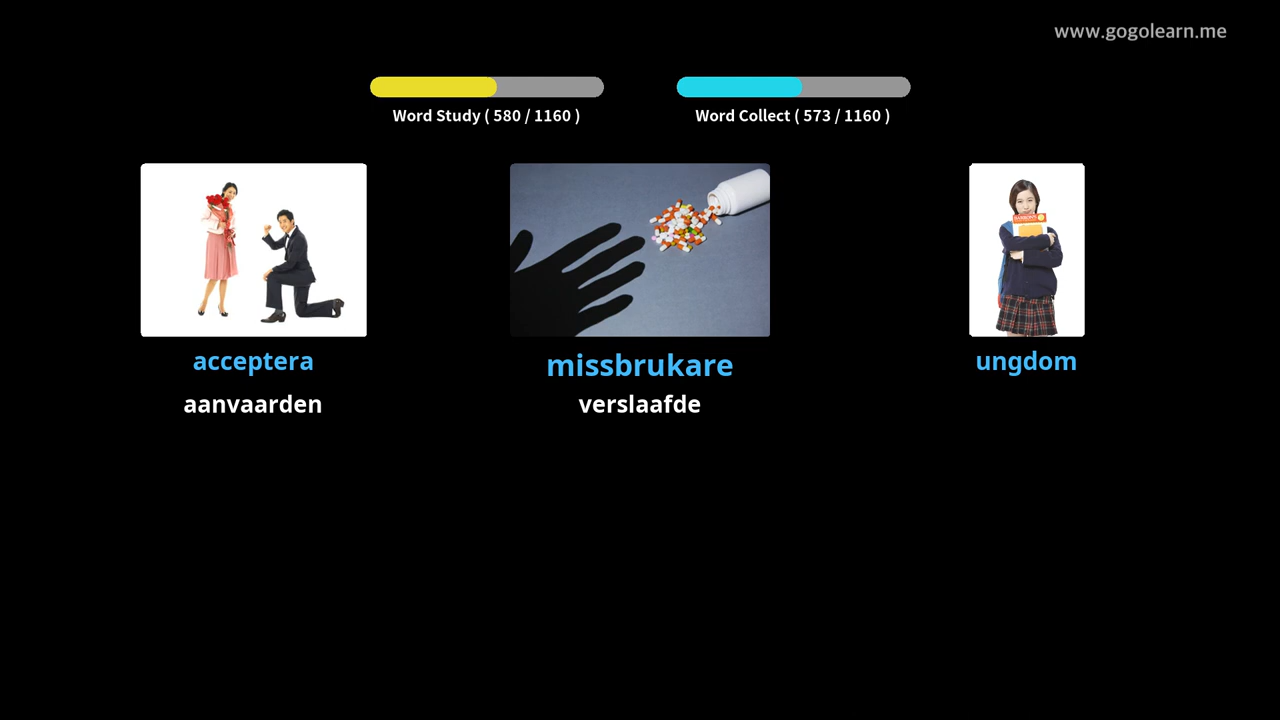 www.gogolearn.me
Word Study ( 580 / 1160 )
Word Collect ( 573 / 1160 )
acceptera
missbrukare
ungdom
aanvaarden
verslaafde